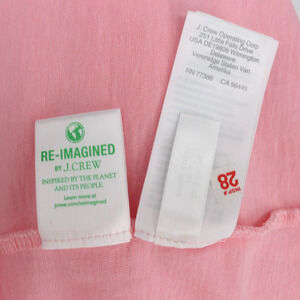 RE-IMAGINED
BY J.CREW
INSPIRED BY THE PLANET
AND ITS PEOPLE.
Learn more at
jcrew.com/reimagined
J. Crew Operating Corp
251 Little Falls Drive
USA DE19808 Wilmington
Delaware
Verenigde Staten Van
Amerika
RN 77388 CA 56445
INSP.#
28